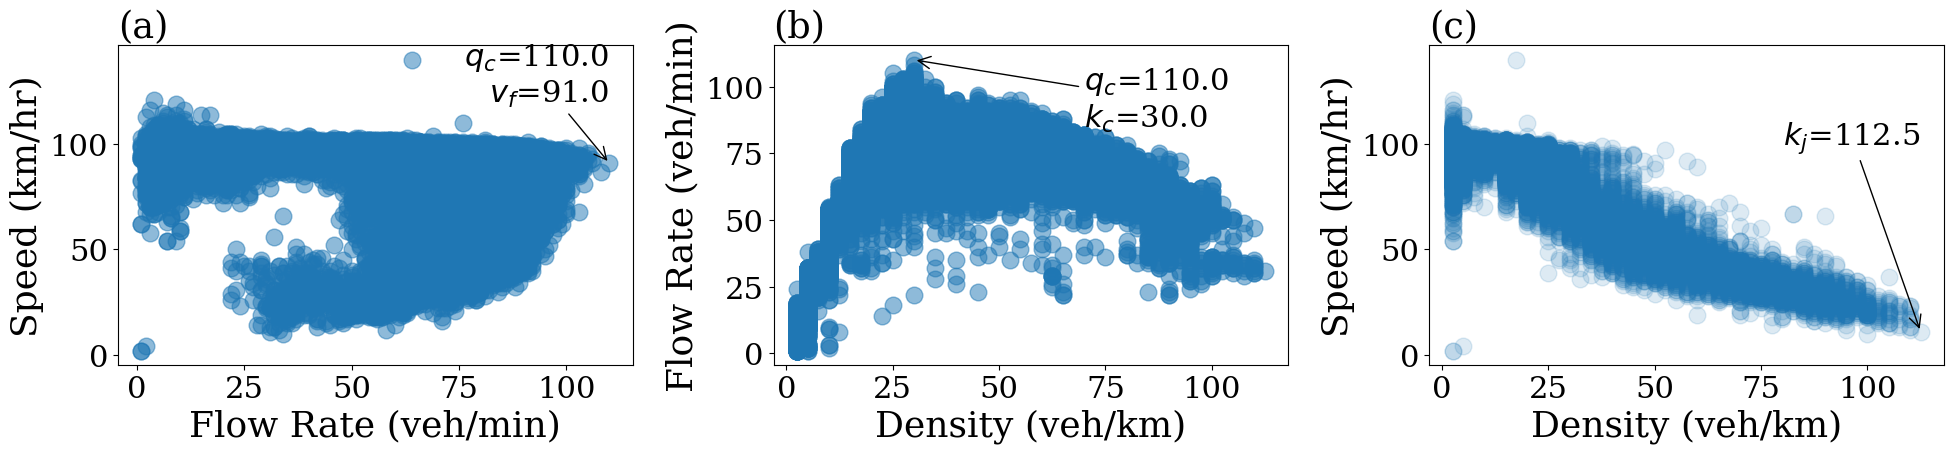 (a)
Speed (km/hr)
100
50
0
q_c=110.0
v_f=91.0
0 25 50 75 100
Flow Rate (veh/min)
(b)
Flow Rate (veh/min)
100
75
50
25
0
q_c=110.0
k_c=30.0
0 25 50 75 100
Density (veh/km)
(c)
Speed (km/hr)
100
50
0
k_j=112.5
0 25 50 75 100
Density (veh/km)